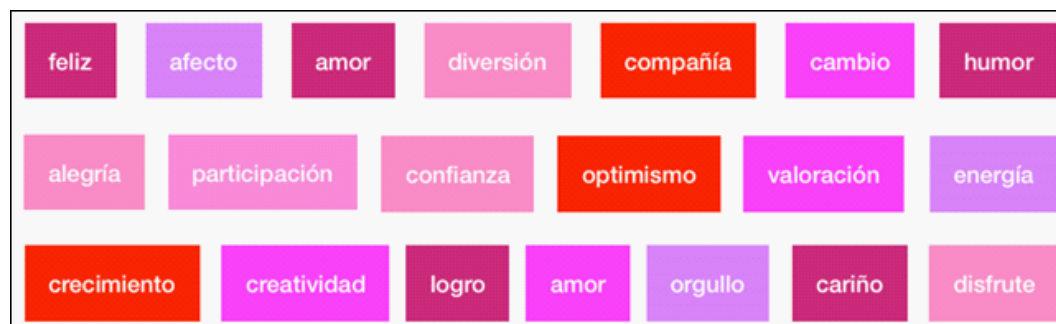 feliz afecto amor diversión compañía cambio humor
alegría participación confianza optimismo valoración energía
crecimiento creatividad logro amor orgullo cariño disfrute